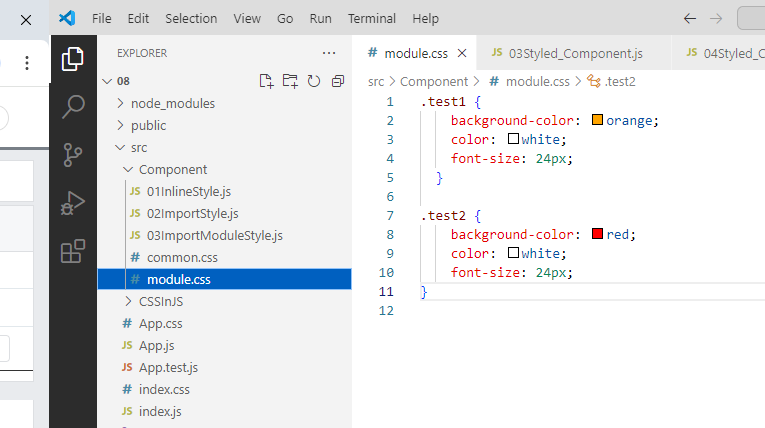 File Edit Selection View Go Run Terminal Help
EXPLORER
08
node_modules
public
src
Component
JS 01InlineStyle.js
JS 02ImportStyle.js
JS 03ImportModuleStyle.js
# common.css
# module.css
CSSInJS
# App.css
JS App.js
JS App.test.js
# index.css
JS index.js
# module.css JS 03Styled_Component.js JS 04Styled_C
src > Component > # module.css > .test2
1 .test1 {
2 background-color: orange;
3 color: white;
4 font-size: 24px;
5 }
6
7 .test2 {
8 background-color: red;
9 color: white;
10 font-size: 24px;
11 }
12